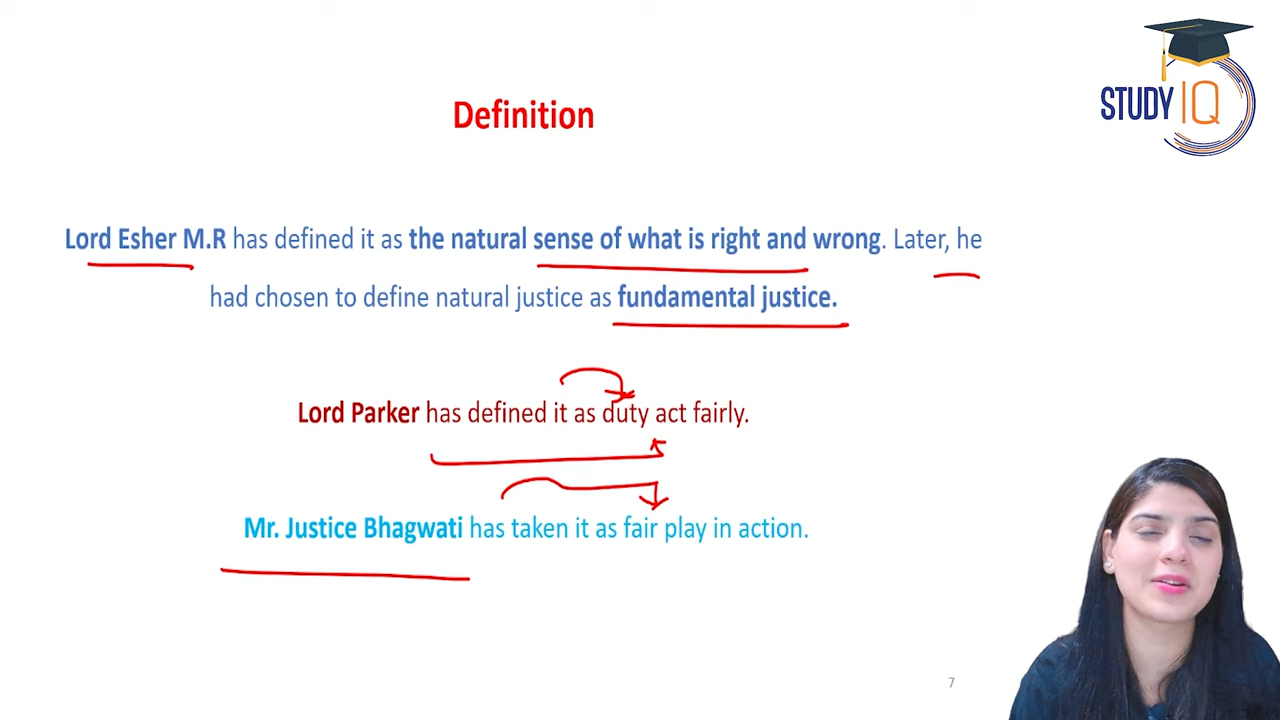 STUDY IQ
Definition
Lord Esher M.R has defined it as the natural sense of what is right and wrong. Later, he
had chosen to define natural justice as fundamental justice.
Lord Parker has defined it as duty act fairly.
Mr. Justice Bhagwati has taken it as fair play in action.
7